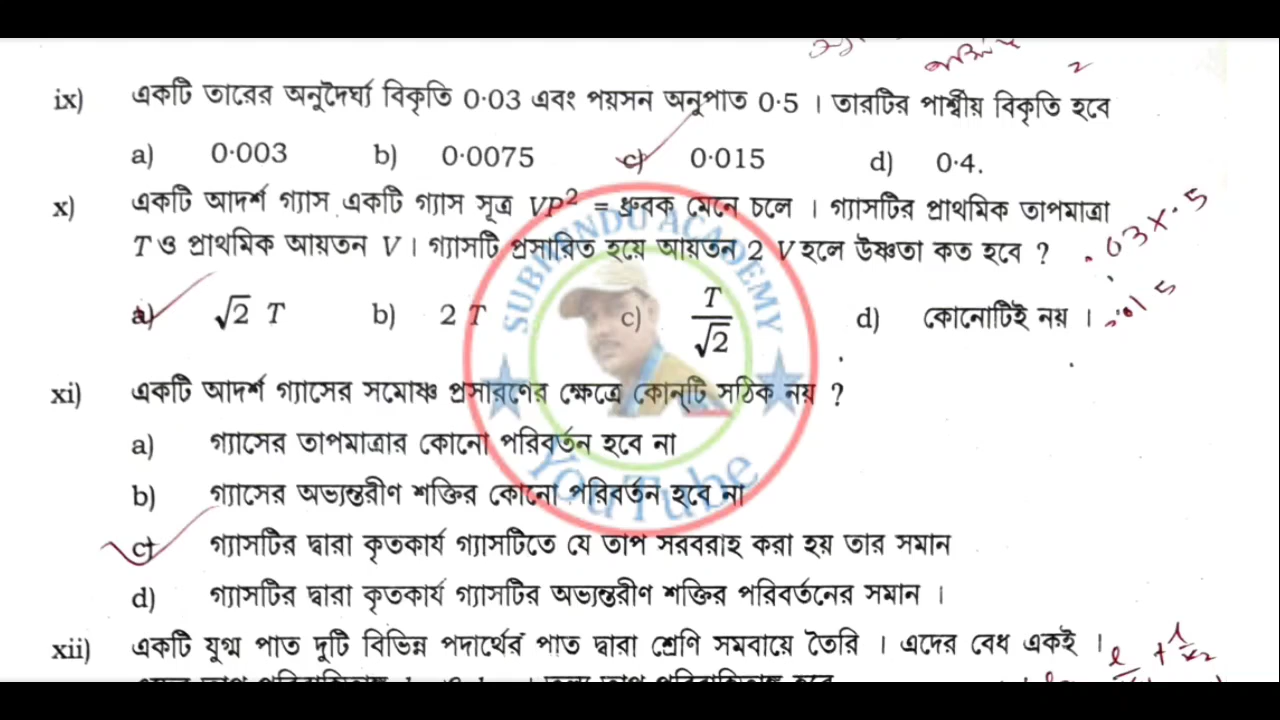 ix) একটি তারের অনুদৈর্ঘ্য বিকৃতি 0·03 এবং পয়সন অনুপাত 0·5 । তারটির পার্শ্বীয় বিকৃতি হবে
a) 0·003 b) 0·0075 c) 0·015 d) 0·4.
x) একটি আদর্শ গ্যাস একটি গ্যাস সূত্র VP² = ধ্রুবক মেনে চলে । গ্যাসটির প্রাথমিক তাপমাত্রা
T ও প্রাথমিক আয়তন V । গ্যাসটি প্রসারিত হয়ে আয়তন 2 V হলে উষ্ণতা কত হবে ?
·03×·5
a) √2 T b) 2 T c) T/√2 d) কোনোটিই নয় ।
·015
xi) একটি আদর্শ গ্যাসের সমোষ্ণ প্রসারণের ক্ষেত্রে কোন্‌টি সঠিক নয় ?
a) গ্যাসের তাপমাত্রার কোনো পরিবর্তন হবে না
b) গ্যাসের অভ্যন্তরীণ শক্তির কোনো পরিবর্তন হবে না
c) গ্যাসটির দ্বারা কৃতকার্য গ্যাসটিতে যে তাপ সরবরাহ করা হয় তার সমান
d) গ্যাসটির দ্বারা কৃতকার্য গ্যাসটির অভ্যন্তরীণ শক্তির পরিবর্তনের সমান ।
xii) একটি যুগ্ম পাত দুটি বিভিন্ন পদার্থের পাত দ্বারা শ্রেণি সমবায়ে তৈরি । এদের বেধ একই ।
SUBHENDU ACADEMY
YouTube